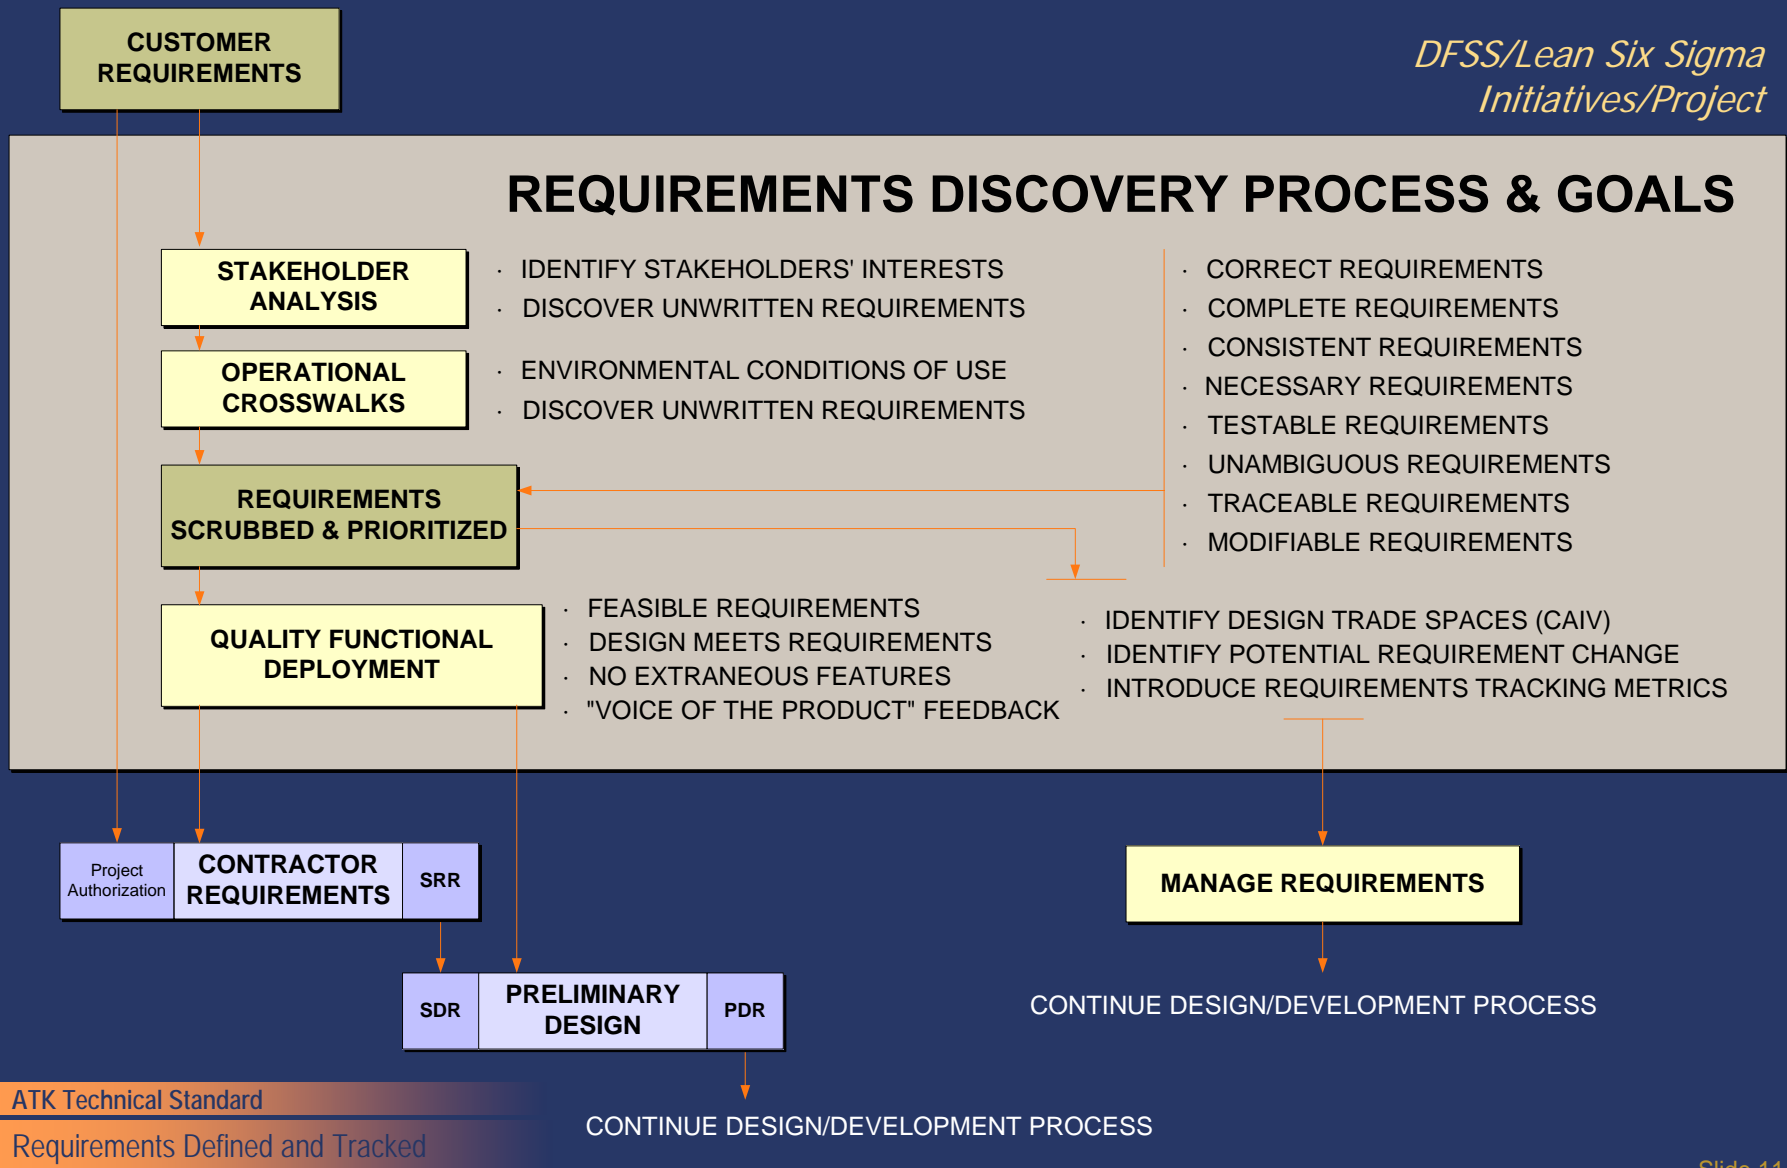 CUSTOMER
REQUIREMENTS
DFSS/Lean Six Sigma
Initiatives/Project
REQUIREMENTS DISCOVERY PROCESS & GOALS
STAKEHOLDER
ANALYSIS
· IDENTIFY STAKEHOLDERS' INTERESTS
· DISCOVER UNWRITTEN REQUIREMENTS
OPERATIONAL
CROSSWALKS
· ENVIRONMENTAL CONDITIONS OF USE
· DISCOVER UNWRITTEN REQUIREMENTS
· CORRECT REQUIREMENTS
· COMPLETE REQUIREMENTS
· CONSISTENT REQUIREMENTS
· NECESSARY REQUIREMENTS
· TESTABLE REQUIREMENTS
· UNAMBIGUOUS REQUIREMENTS
· TRACEABLE REQUIREMENTS
· MODIFIABLE REQUIREMENTS
REQUIREMENTS
SCRUBBED & PRIORITIZED
QUALITY FUNCTIONAL
DEPLOYMENT
· FEASIBLE REQUIREMENTS
· DESIGN MEETS REQUIREMENTS
· NO EXTRANEOUS FEATURES
· "VOICE OF THE PRODUCT" FEEDBACK
· IDENTIFY DESIGN TRADE SPACES (CAIV)
· IDENTIFY POTENTIAL REQUIREMENT CHANGE
· INTRODUCE REQUIREMENTS TRACKING METRICS
Project
Authorization
CONTRACTOR
REQUIREMENTS
SRR
MANAGE REQUIREMENTS
SDR
PRELIMINARY
DESIGN
PDR
CONTINUE DESIGN/DEVELOPMENT PROCESS
CONTINUE DESIGN/DEVELOPMENT PROCESS
ATK Technical Standard
Requirements Defined and Tracked
Slide 11